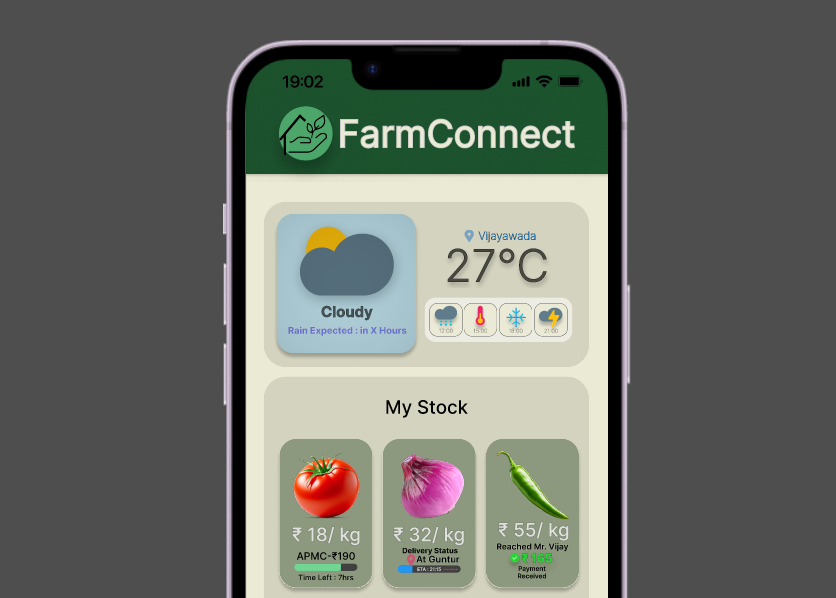 19:02
FarmConnect
Vijayawada
27°C
Cloudy
Rain Expected : in X Hours
12:00 15:00 18:00 21:00
My Stock
₹ 18/ kg
APMC-₹190
Time Left : 7hrs
₹ 32/ kg
Delivery Status
At Guntur
ETA : 21:15
₹ 55/ kg
Reached Mr. Vijay
₹ 165
Payment
Received